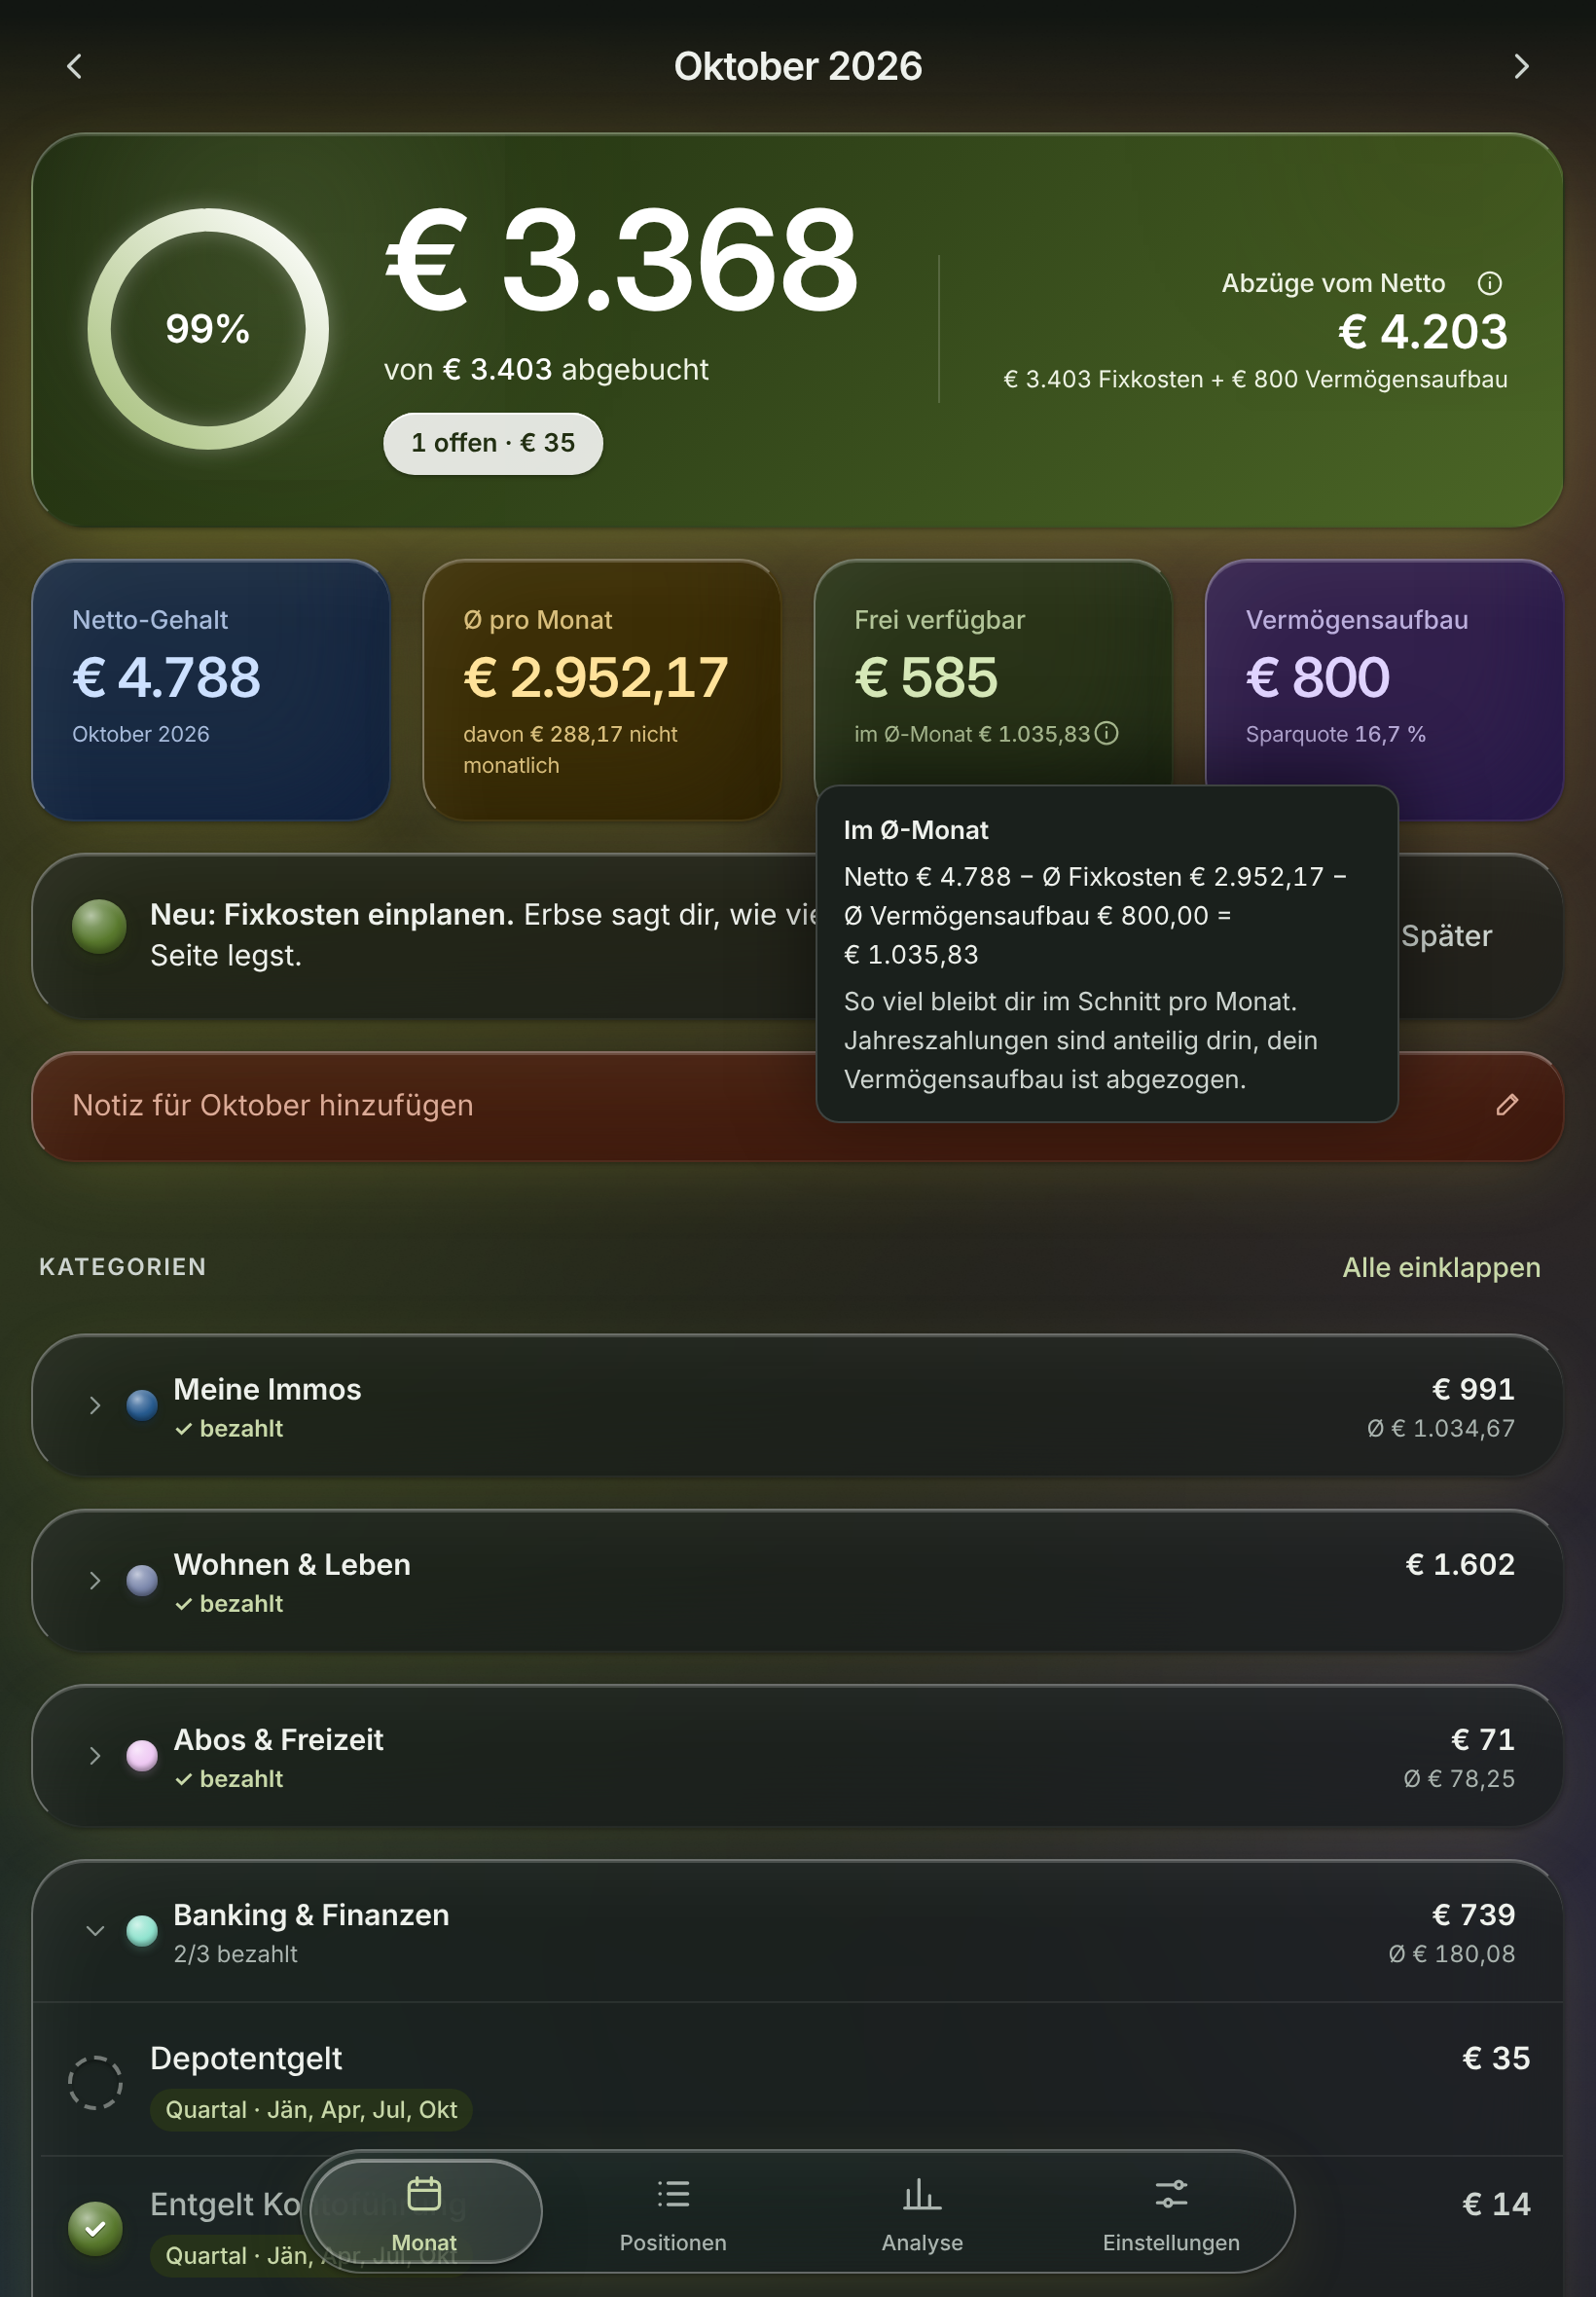 Oktober 2026
99%
€ 3.368
von € 3.403 abgebucht
1 offen · € 35
Abzüge vom Netto
€ 4.203
€ 3.403 Fixkosten + € 800 Vermögensaufbau
Netto-Gehalt
€ 4.788
Oktober 2026
Ø pro Monat
€ 2.952,17
davon € 288,17 nicht
monatlich
Frei verfügbar
€ 585
im Ø-Monat € 1.035,83
Vermögensaufbau
€ 800
Sparquote 16,7 %
Im Ø-Monat
Netto € 4.788 − Ø Fixkosten € 2.952,17 −
Ø Vermögensaufbau € 800,00 =
€ 1.035,83
So viel bleibt dir im Schnitt pro Monat.
Jahreszahlungen sind anteilig drin, dein
Vermögensaufbau ist abgezogen.
Neu: Fixkosten einplanen. Erbse sagt dir, wie
Seite legst.
Später
Notiz für Oktober hinzufügen
KATEGORIEN
Alle einklappen
Meine Immos
✓ bezahlt
€ 991
Ø € 1.034,67
Wohnen & Leben
✓ bezahlt
€ 1.602
Abos & Freizeit
✓ bezahlt
€ 71
Ø € 78,25
Banking & Finanzen
2/3 bezahlt
€ 739
Ø € 180,08
Depotentgelt
Quartal · Jän, Apr, Jul, Okt
€ 35
Entgelt Kontoführung
Quartal · Jän, Apr, Jul, Okt
€ 14
Monat
Positionen
Analyse
Einstellungen